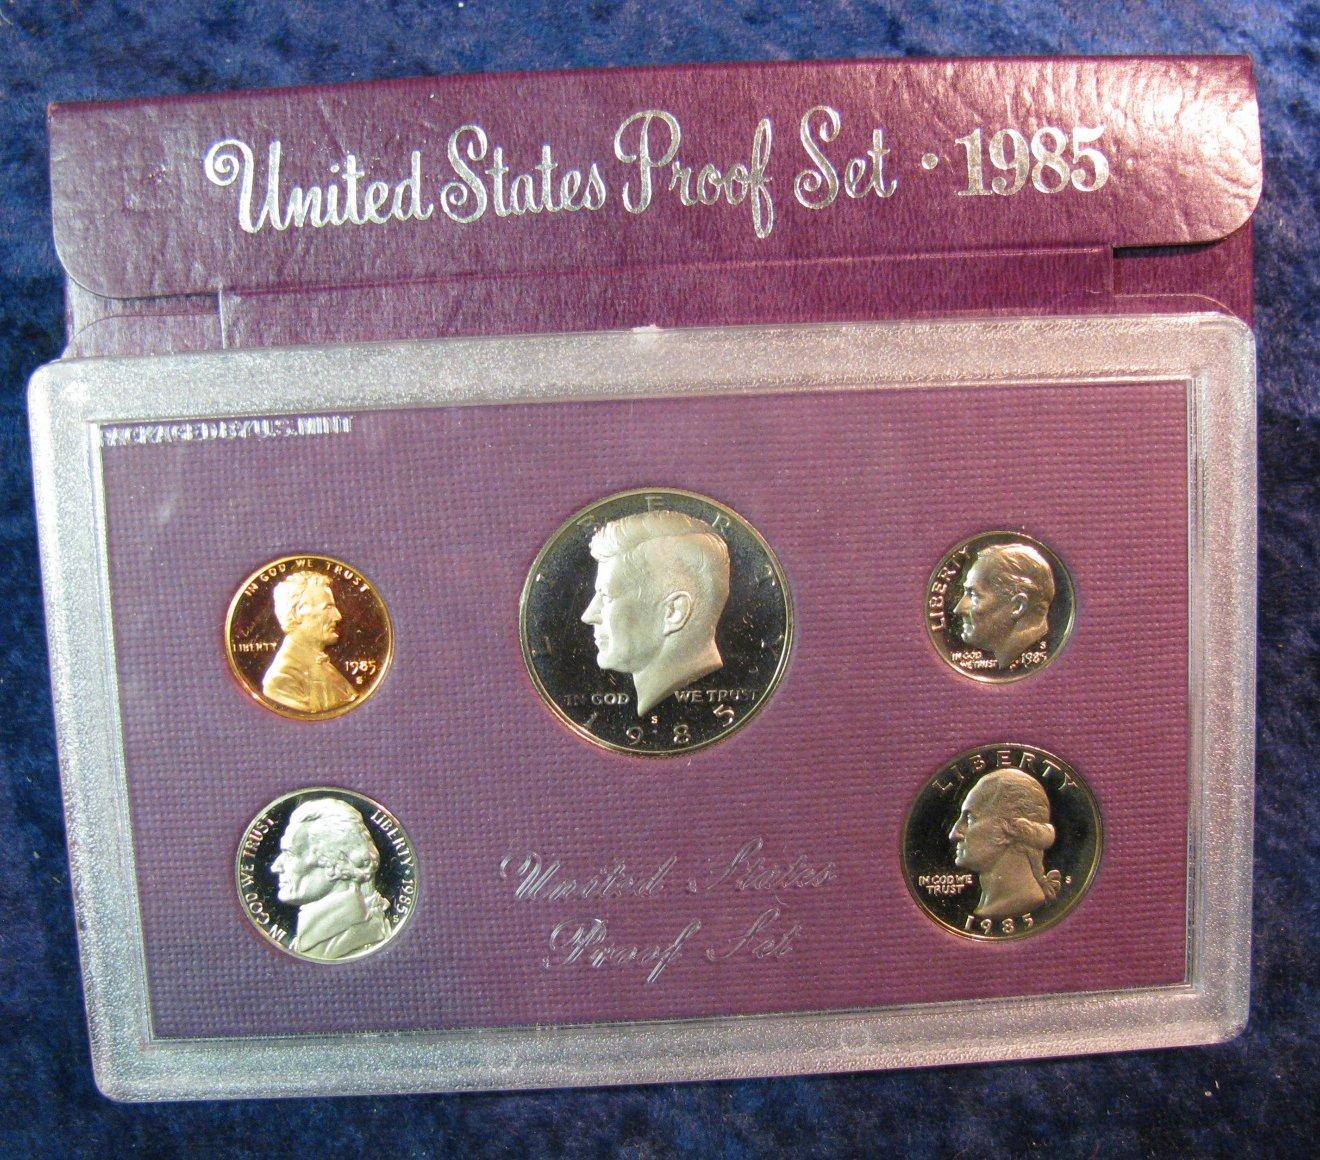 United States Proof Set · 1985
PACKAGED BY U.S. MINT
IN GOD WE TRUST
LIBERTY
1985
S
LIBERTY
IN GOD WE TRUST
S
1985
LIBERTY
IN GOD
WE TRUST
S
1985
IN GOD WE TRUST
LIBERTY · 1985
S
United States
Proof Set
LIBERTY
IN GOD WE
TRUST
S
1985